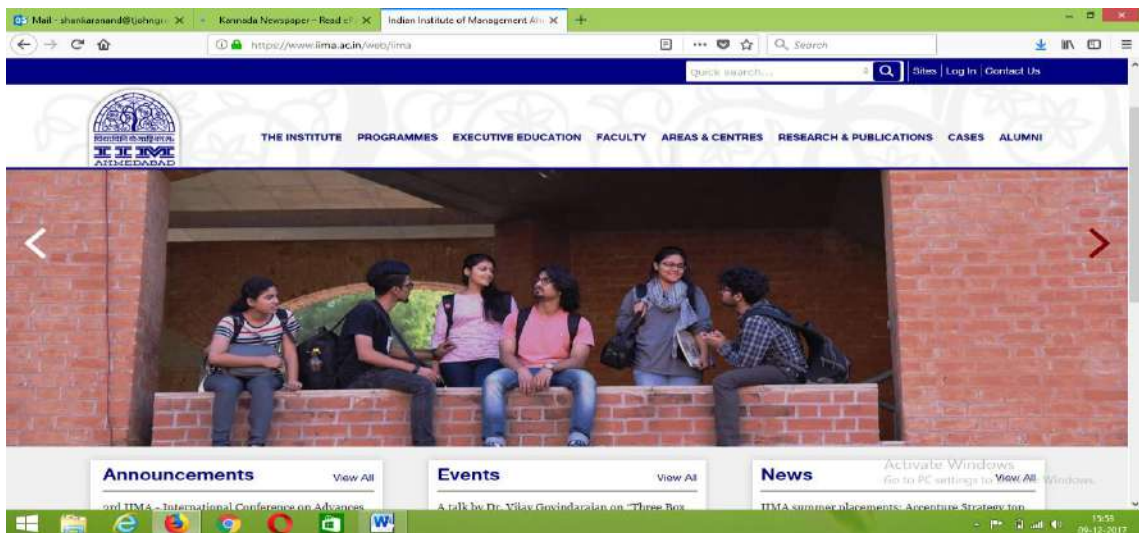 Mail - shankaranand@tjohngr
Kannada Newspaper - Read eP
Indian Institute of Management Ah
https://www.iima.ac.in/web/iima
Search
Quick search...
Sites | Log In | Contact Us
IIM
AHMEDABAD
THE INSTITUTE PROGRAMMES EXECUTIVE EDUCATION FACULTY AREAS & CENTRES RESEARCH & PUBLICATIONS CASES ALUMNI
Announcements View All
Events View All
News View All
Activate Windows
Go to PC settings to Windows.
3rd IIMA - International Conference on Advances
A talk by Dr. Vijay Govindarajan on "Three Box
IIMA summer placements: Accenture Strategy top
15:53
09-12-2017